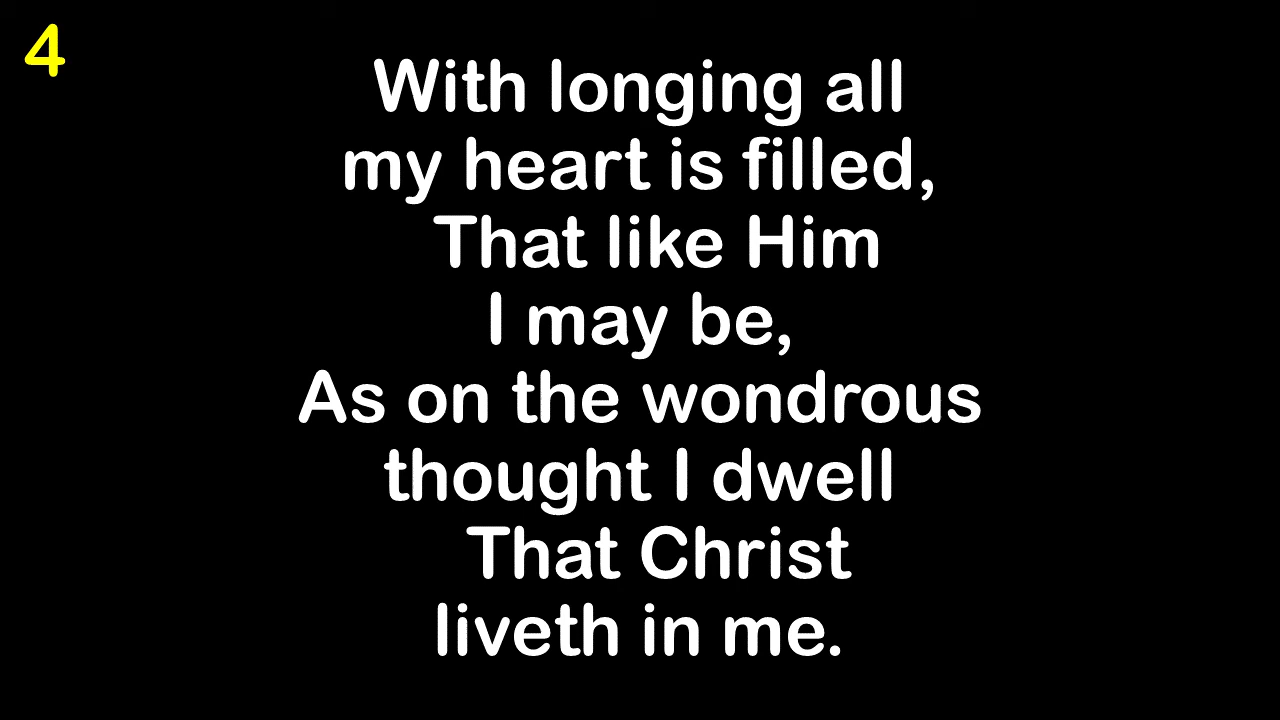 4
With longing all
my heart is filled,
That like Him
I may be,
As on the wondrous
thought I dwell
That Christ
liveth in me.